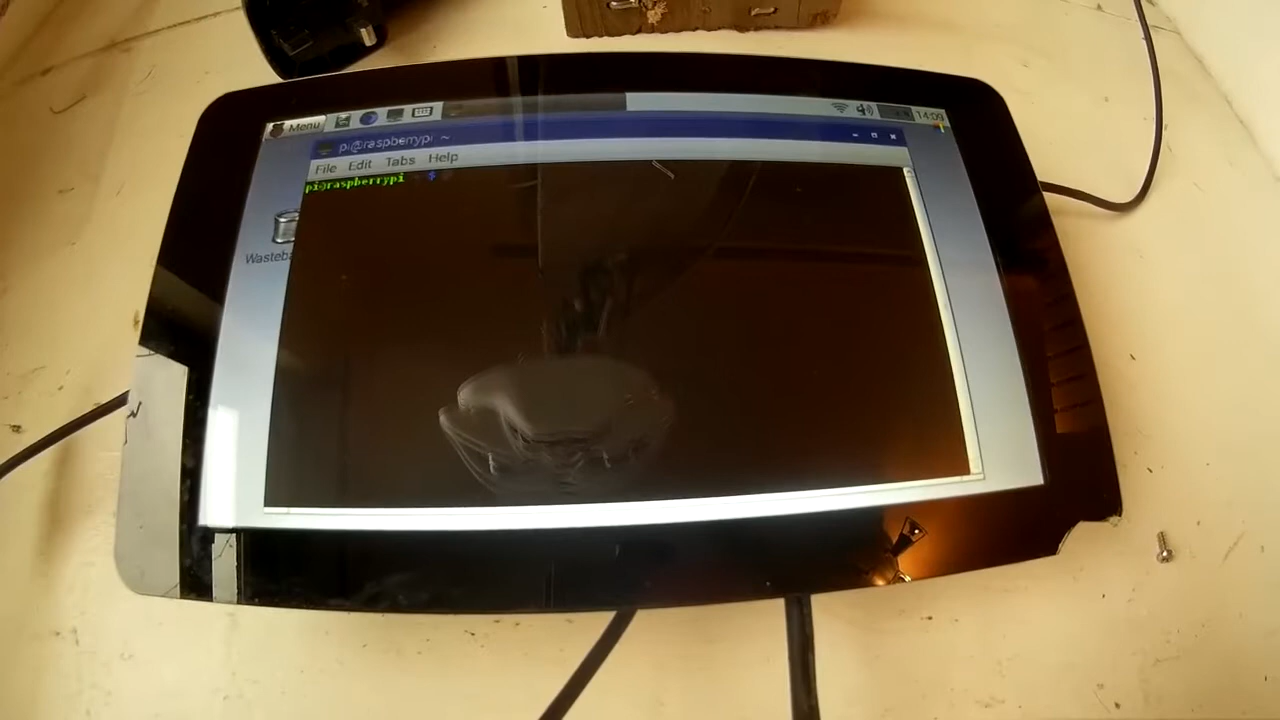 Menu
14:09
pi@raspberrypi: ~
File Edit Tabs Help
pi@raspberrypi $
Wasteba